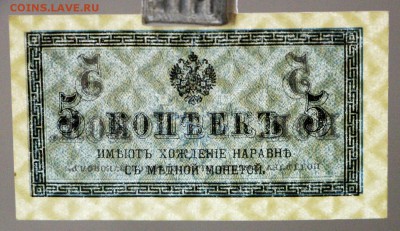 COINS.LAVE.RU
5 КОПѢЕКЪ 5
ИМѢЮТЪ ХОЖДЕНІЕ НАРАВНѢ
СЪ МѢДНОЙ МОНЕТОЙ.